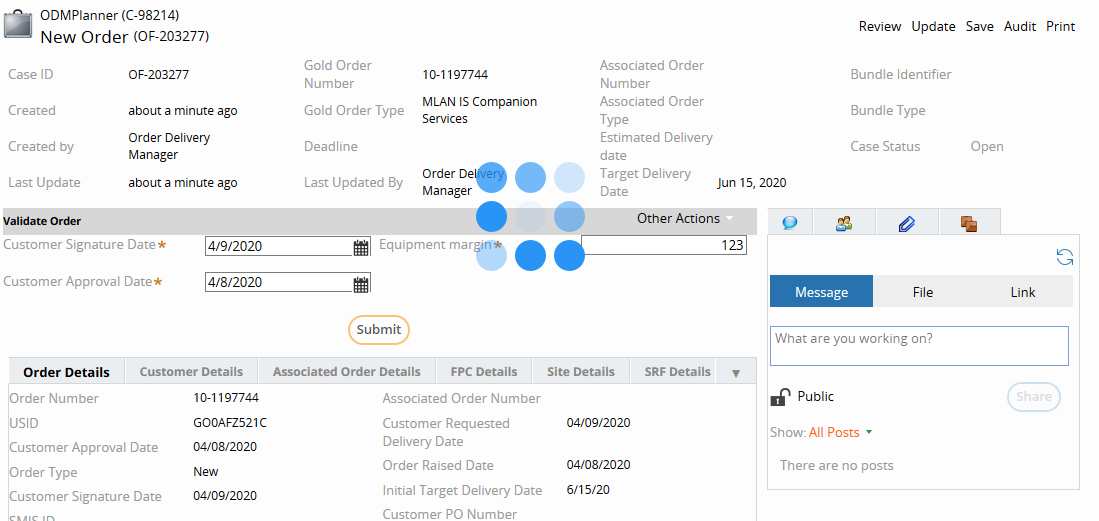 ODMPlanner (C-98214)
New Order (OF-203277)
Review Update Save Audit Print
Case ID OF-203277 Gold Order Number 10-1197744 Associated Order Number Bundle Identifier
Created about a minute ago Gold Order Type MLAN IS Companion Services Associated Order Type Bundle Type
Created by Order Delivery Manager Deadline Estimated Delivery date Case Status Open
Last Update about a minute ago Last Updated By Order Delivery Manager Target Delivery Date Jun 15, 2020
Validate Order Other Actions
Customer Signature Date* 4/9/2020 Equipment margin* 123
Customer Approval Date* 4/8/2020
Submit
Order Details Customer Details Associated Order Details FPC Details Site Details SRF Details
Order Number 10-1197744 Associated Order Number
USID GO0AFZ521C Customer Requested Delivery Date 04/09/2020
Customer Approval Date 04/08/2020
Order Type New Order Raised Date 04/08/2020
Customer Signature Date 04/09/2020 Initial Target Delivery Date 6/15/20
SMIS ID Customer PO Number
Message File Link
What are you working on?
Public Share
Show: All Posts
There are no posts